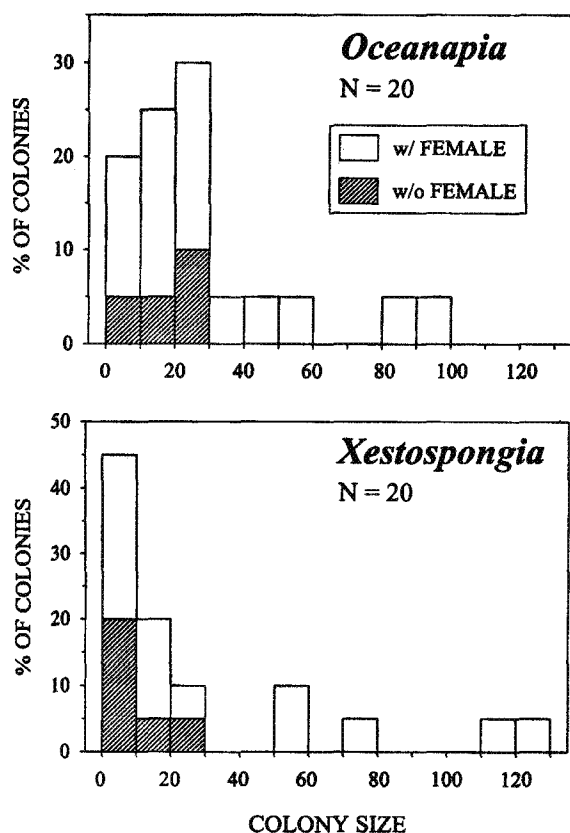 Oceanapia
N = 20
w/ FEMALE
w/o FEMALE
% OF COLONIES
30
20
10
0
0 20 40 60 80 100 120
Xestospongia
N = 20
% OF COLONIES
50
40
30
20
10
0
0 20 40 60 80 100 120
COLONY SIZE